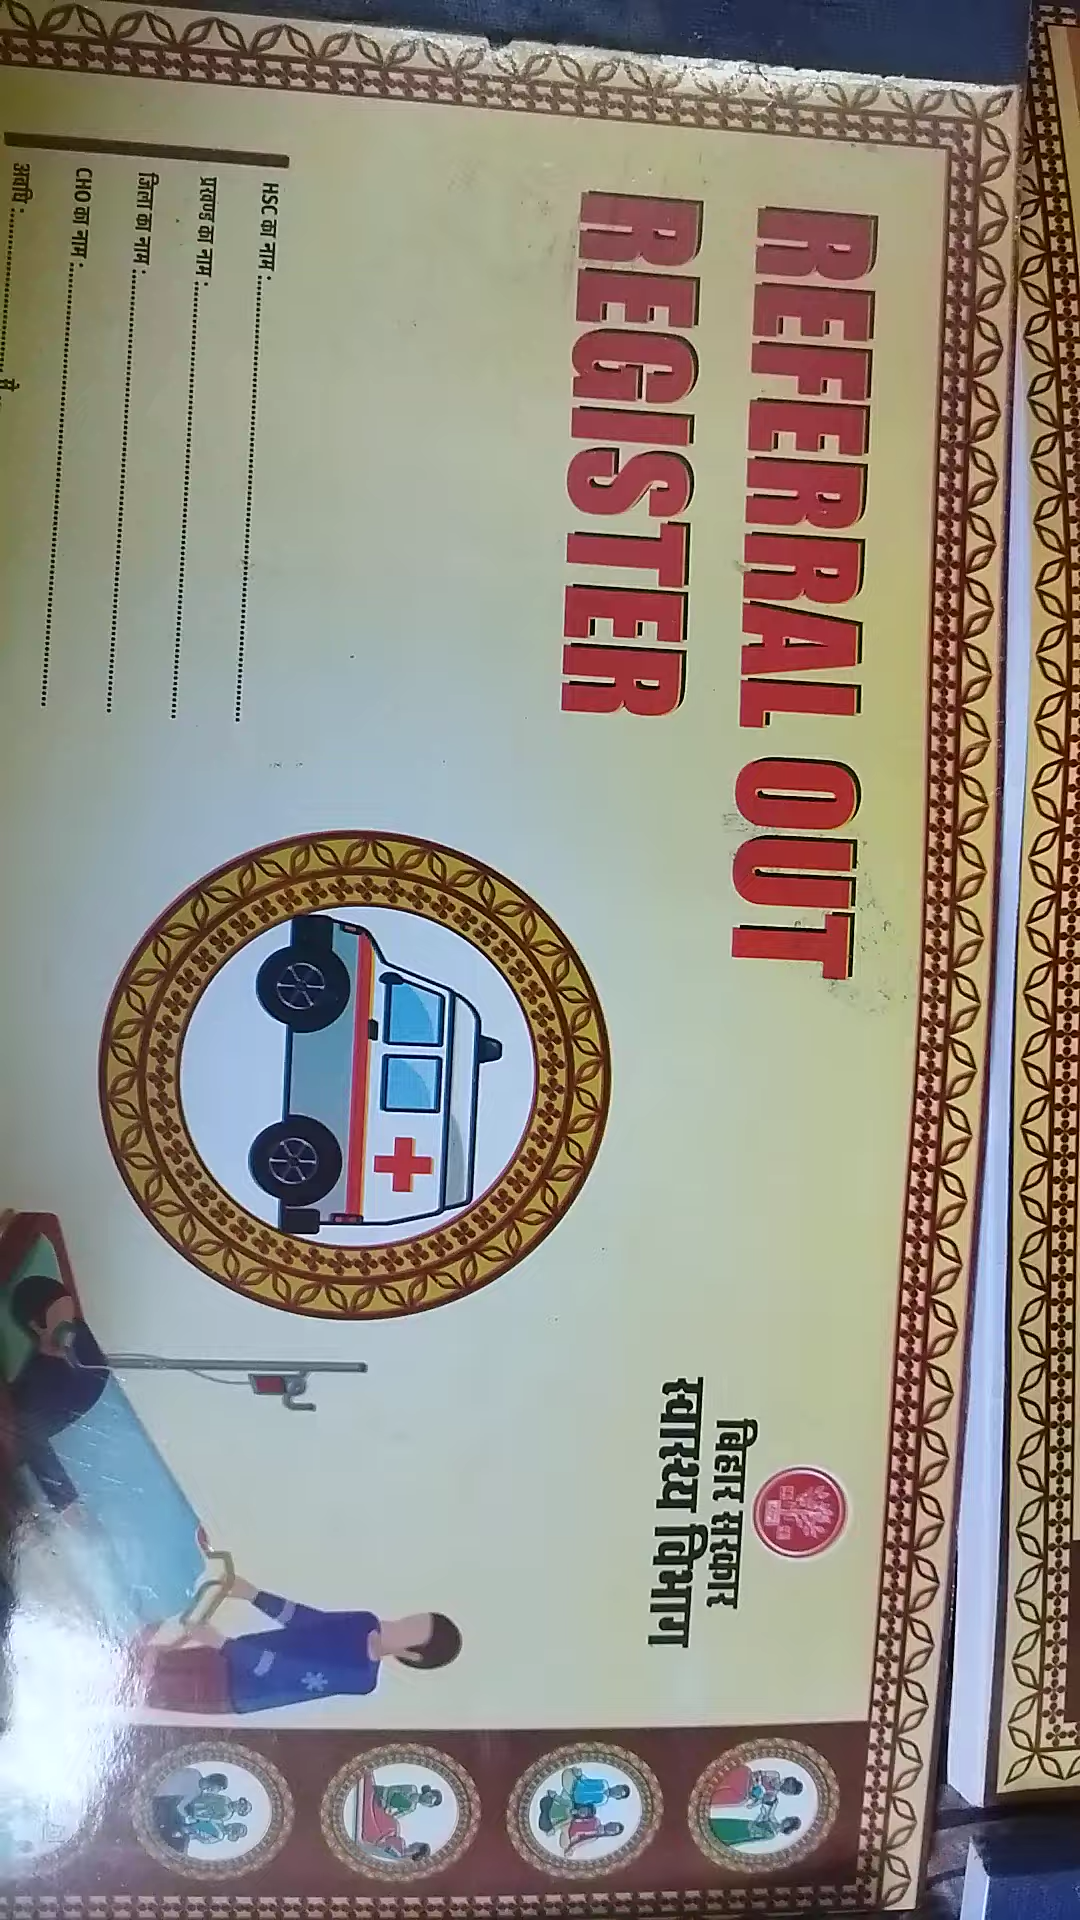 REFERRAL OUT
REGISTER
बिहार सरकार
स्वास्थ्य विभाग
HSC का नाम :
प्रखण्ड का नाम :
जिला का नाम :
CHO का नाम :
अवधि : से